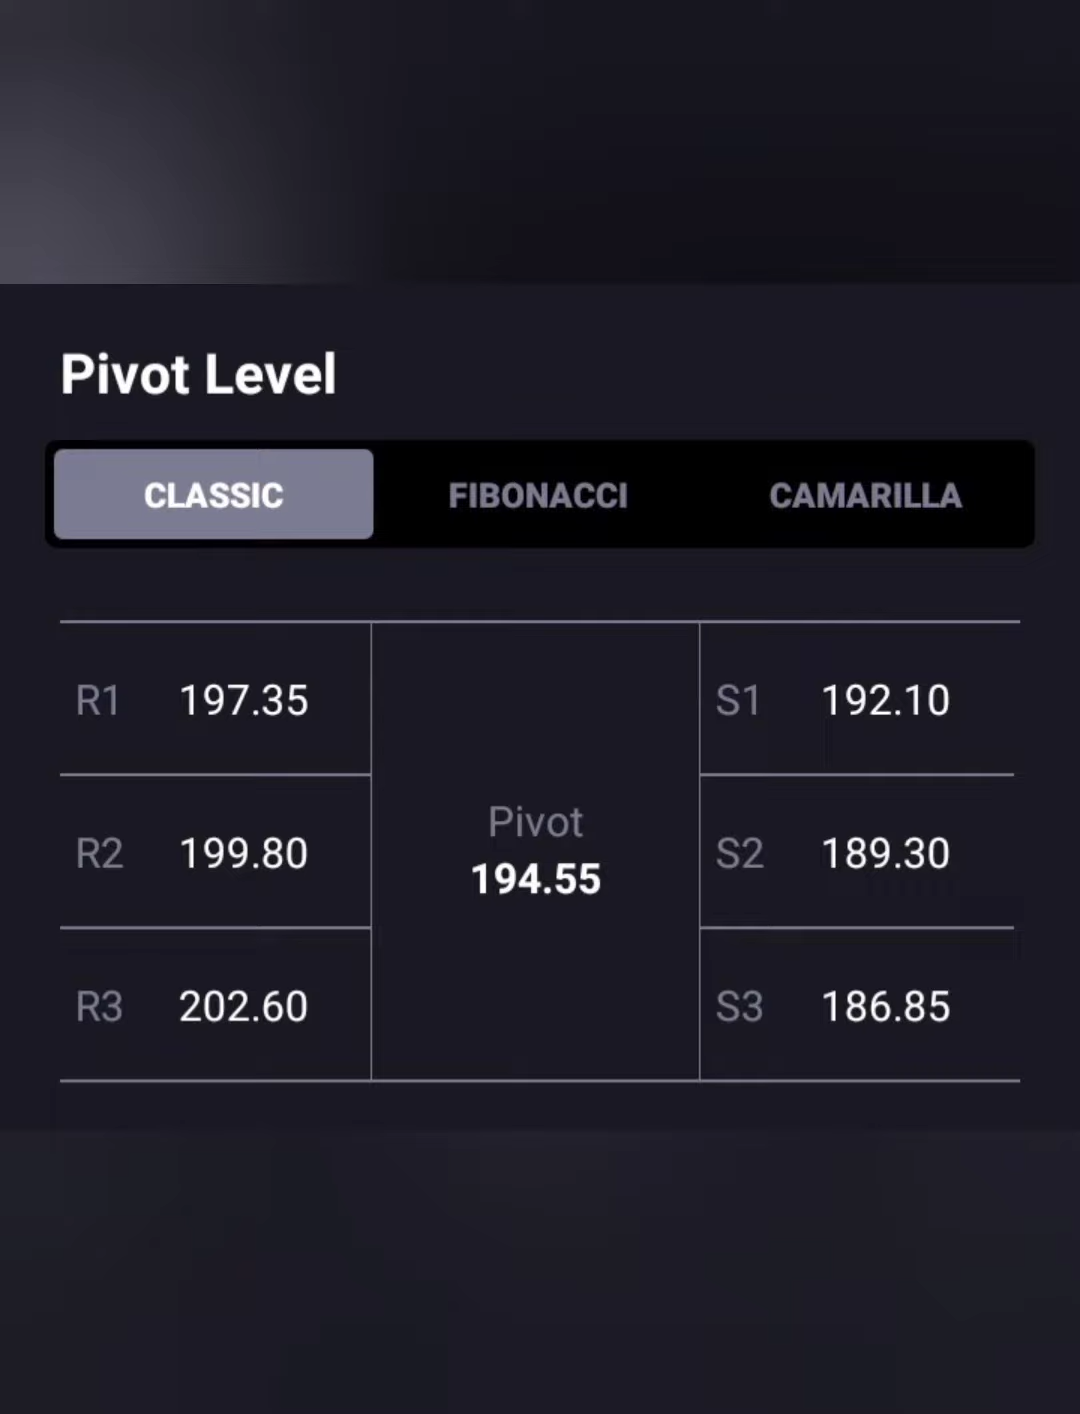 Pivot Level
CLASSIC FIBONACCI CAMARILLA
R1 197.35 S1 192.10
Pivot
R2 199.80 S2 189.30
194.55
R3 202.60 S3 186.85